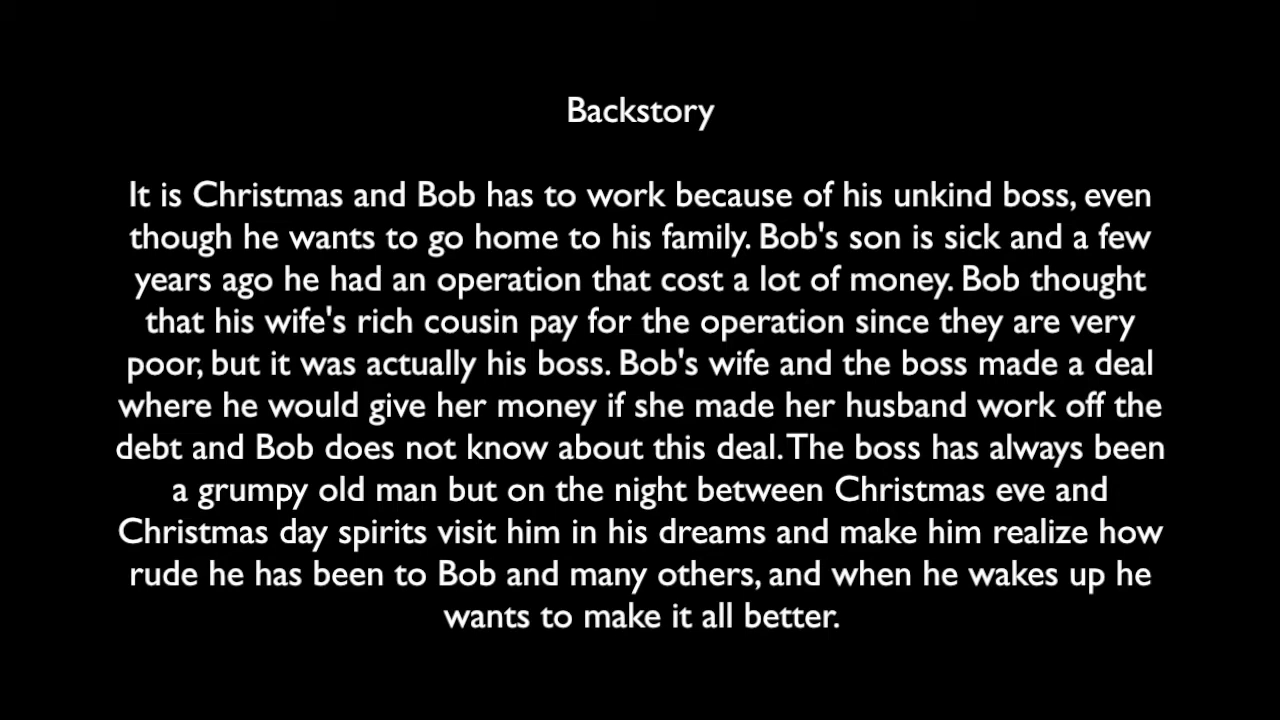 Backstory
It is Christmas and Bob has to work because of his unkind boss, even
though he wants to go home to his family. Bob's son is sick and a few
years ago he had an operation that cost a lot of money. Bob thought
that his wife's rich cousin pay for the operation since they are very
poor, but it was actually his boss. Bob's wife and the boss made a deal
where he would give her money if she made her husband work off the
debt and Bob does not know about this deal. The boss has always been
a grumpy old man but on the night between Christmas eve and
Christmas day spirits visit him in his dreams and make him realize how
rude he has been to Bob and many others, and when he wakes up he
wants to make it all better.